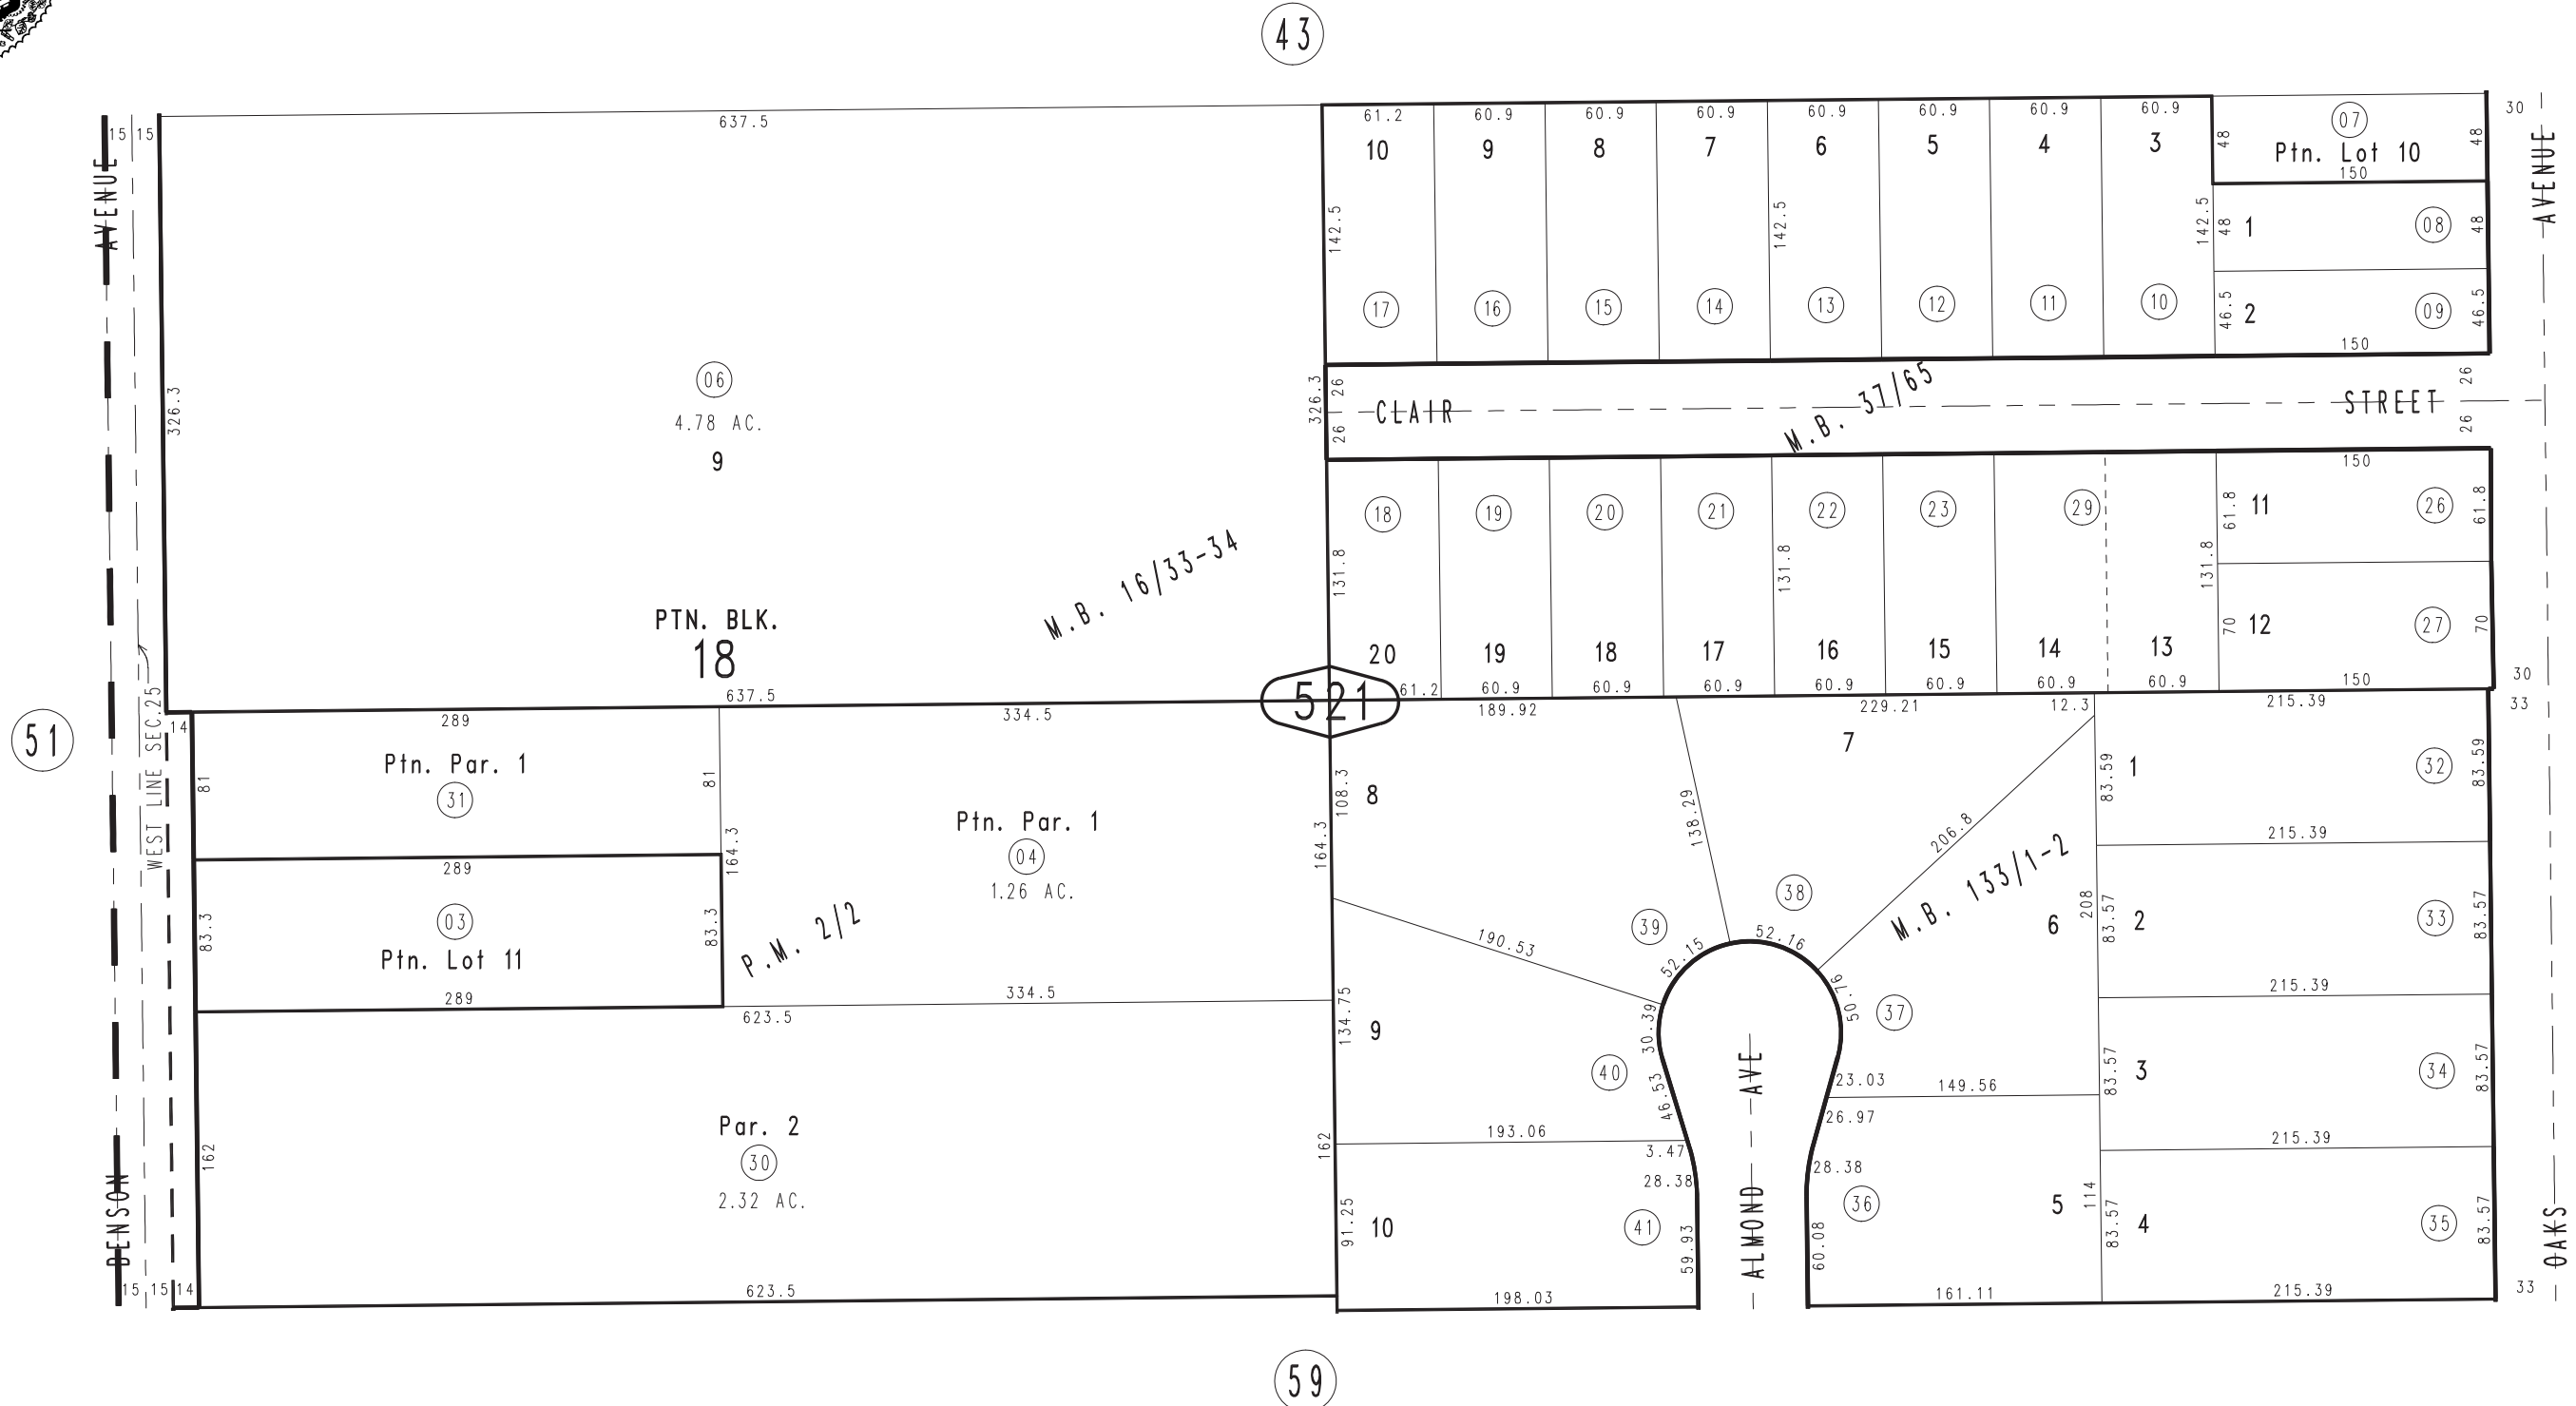 43
AVENUE
15 15
637.5
326.3
06
4.78 AC.
9
M.B. 16/33-34
PTN. BLK.
18
637.5
326.3
61.2 60.9 60.9 60.9 60.9 60.9 60.9 60.9
10 9 8 7 6 5 4 3
142.5 142.5 142.5
17 16 15 14 13 12 11 10
48 07 48
Ptn. Lot 10
150
48 1 08 48
46.5 2 09 46.5
150
30
AVENUE
26 26
CLAIR STREET
26 26
M.B. 37/65
150
18 19 20 21 22 23 29
131.8 131.8 131.8
20 19 18 17 16 15 14 13
61.2 60.9 60.9 60.9 60.9 60.9 60.9 60.9
61.8 11 26 61.8
70 12 27 70
150
30
521
51
WEST LINE SEC.25
14
289
81 81
Ptn. Par. 1
31
289
83.3 83.3
03
Ptn. Lot 11
289
334.5
164.3 164.3
Ptn. Par. 1
04
1.26 AC.
P.M. 2/2
334.5
623.5
Par. 2
30
2.32 AC.
162 162
623.5
DENSON
15 15 14
189.92 229.21 12.3 215.39
33
108.3 8
138.29
7
206.8
M.B. 133/1-2
39 38
190.53
52.15 52.16
50.76
37
6 208
134.75 9
30.39
40
46.53
193.06
3.47
28.38
91.25 10 41 59.93
198.03
ALMOND AVE
23.03 149.56
26.97
28.38
36
5 114
60.08
161.11
83.59 1 32 83.59
215.39
83.57 2 33 83.57
215.39
83.57 3 34 83.57
215.39
83.57 4 35 83.57
215.39
33
OAKS
59